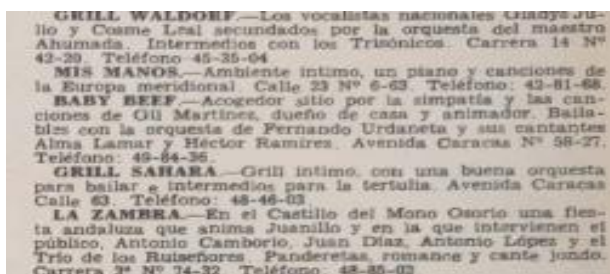 GRILL WALDORF.—Los vocalistas nacionales Gladys Ju-
lio y Cosme Leal secundados por la orquesta del maestro
Ahumada. Intermedios con los Trisónicos. Carrera 14 Nº
42-20. Teléfono 45-35-04
MIS MANOS.—Ambiente íntimo, un piano y canciones de
la Europa meridional. Calle 23 Nº 6-63. Teléfono: 42-81-68.
BABY BEEF.—Acogedor sitio por la simpatía y las can-
ciones de Gil Martínez, dueño de casa y animador. Baila-
bles con la orquesta de Fernando Urdaneta y sus cantantes
Alma Lamar y Héctor Ramírez. Avenida Caracas Nº 58-27.
Teléfono: 49-84-36.
GRILL SAHARA.—Grill íntimo, con una buena orquesta
para bailar e intermedios para la tertulia. Avenida Caracas
Calle 63. Teléfono: 48-46-03
LA ZAMBRA.—En el Castillo del Mono Osorio una fies-
ta andaluza que anima Juanillo y en la que intervienen el
público, Antonio Camborio, Juan Díaz, Antonio López y el
Trío de los Ruiseñores. Panderetas, romance y cante jondo.
Carrera 3ª Nº 74-32. Teléfono: 48-85-02